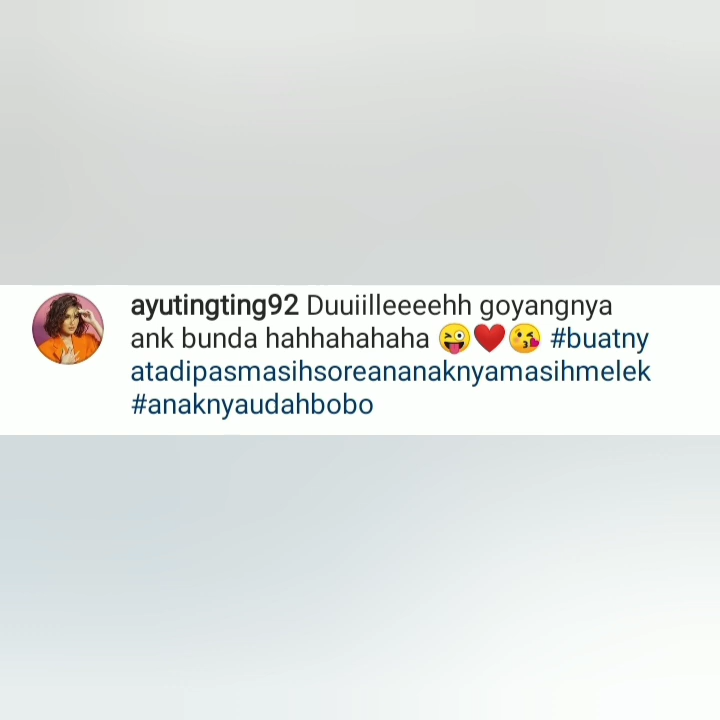 ayutingting92 Duuiilleeeehh goyangnya
ank bunda hahhahahaha 😜❤️😘 #buatny
atadipasmasihsoreananaknyamasihmelek
#anaknyaudahbobo